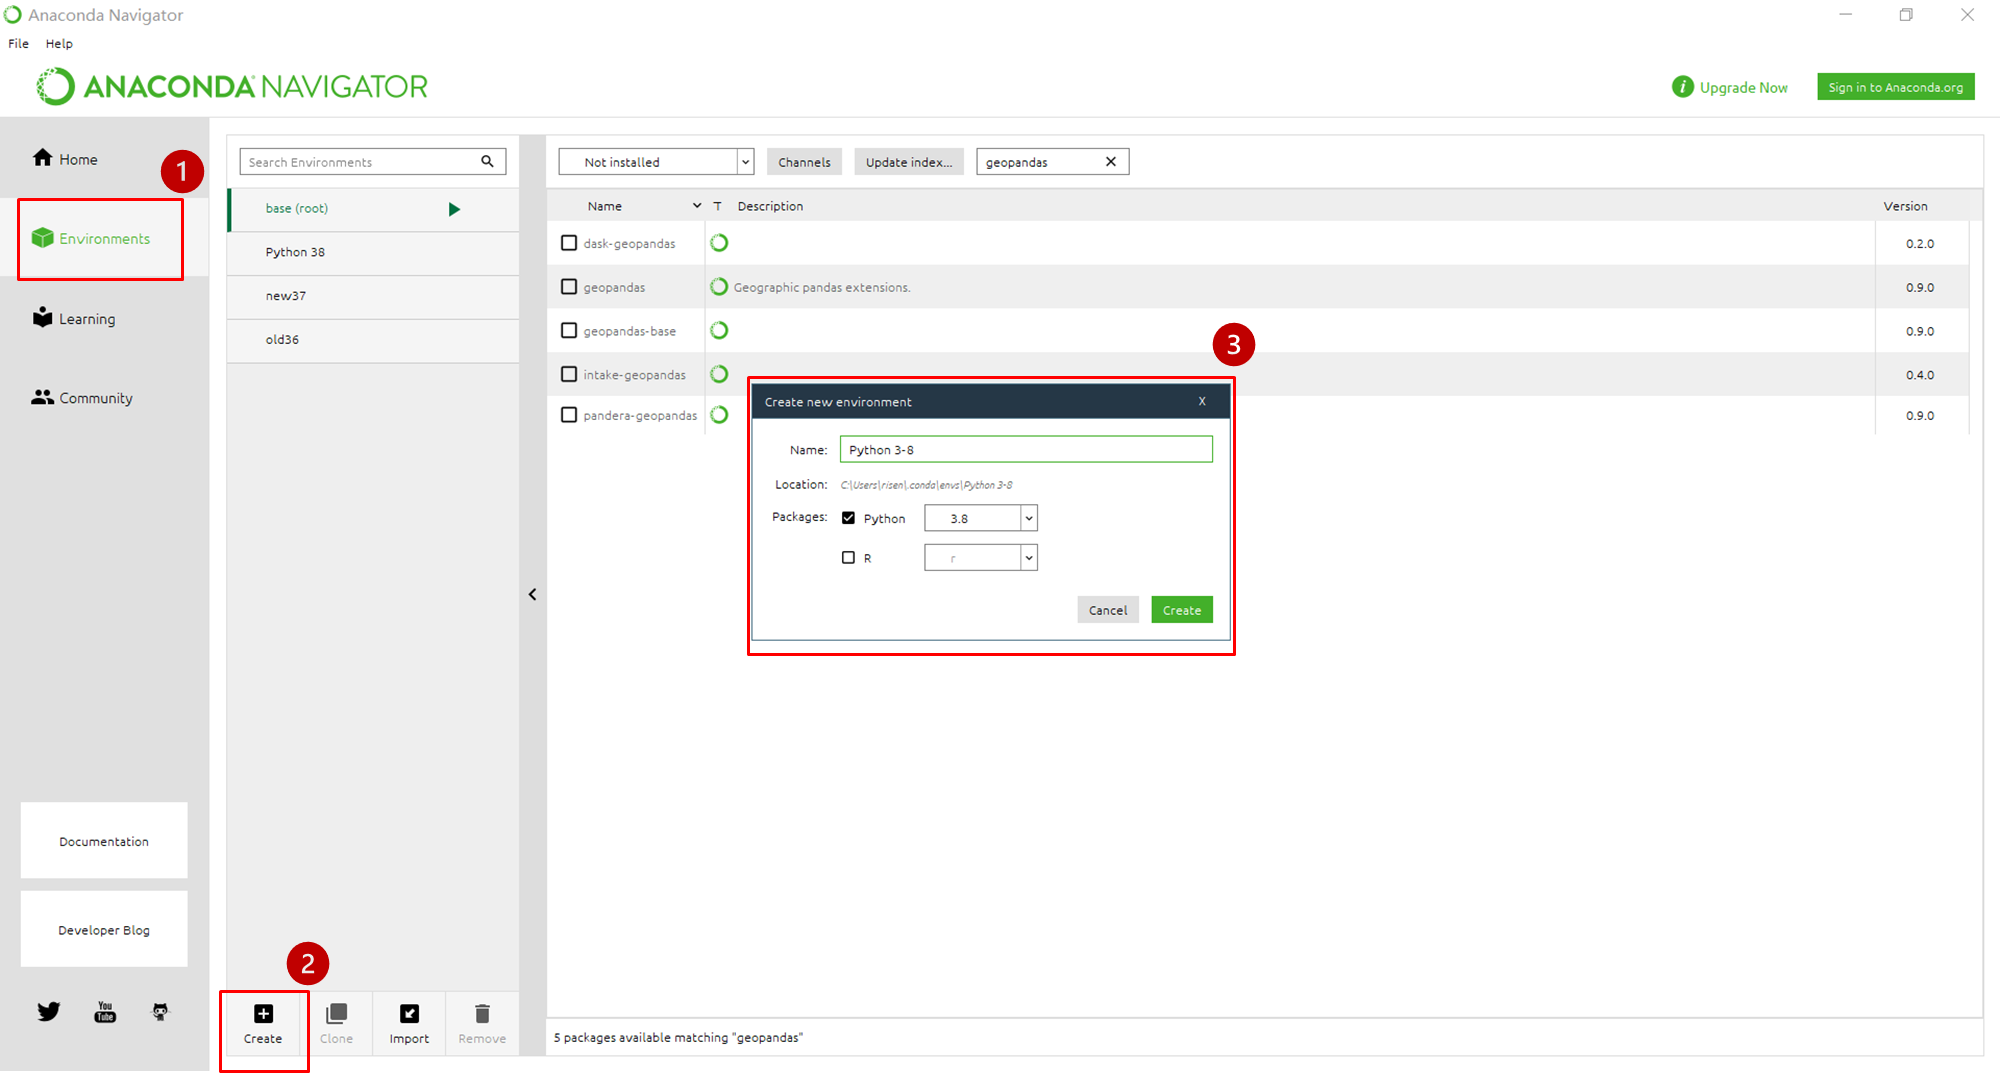 Anaconda Navigator
File Help
ANACONDA NAVIGATOR
Upgrade Now
Sign in to Anaconda.org
Home
1
Environments
Learning
Community
Documentation
Developer Blog
You
Tube
Search Environments
base (root)
Python 38
new37
old36
2
Create Clone Import Remove
Not installed Channels Update index... geopandas
Name T Description Version
dask-geopandas 0.2.0
geopandas Geographic pandas extensions. 0.9.0
geopandas-base 0.9.0
intake-geopandas 0.4.0
pandera-geopandas 0.9.0
3
Create new environment X
Name: Python 3-8
Location: C:\Users\risen\.conda\envs\Python 3-8
Packages: Python 3.8
R r
Cancel Create
5 packages available matching "geopandas"